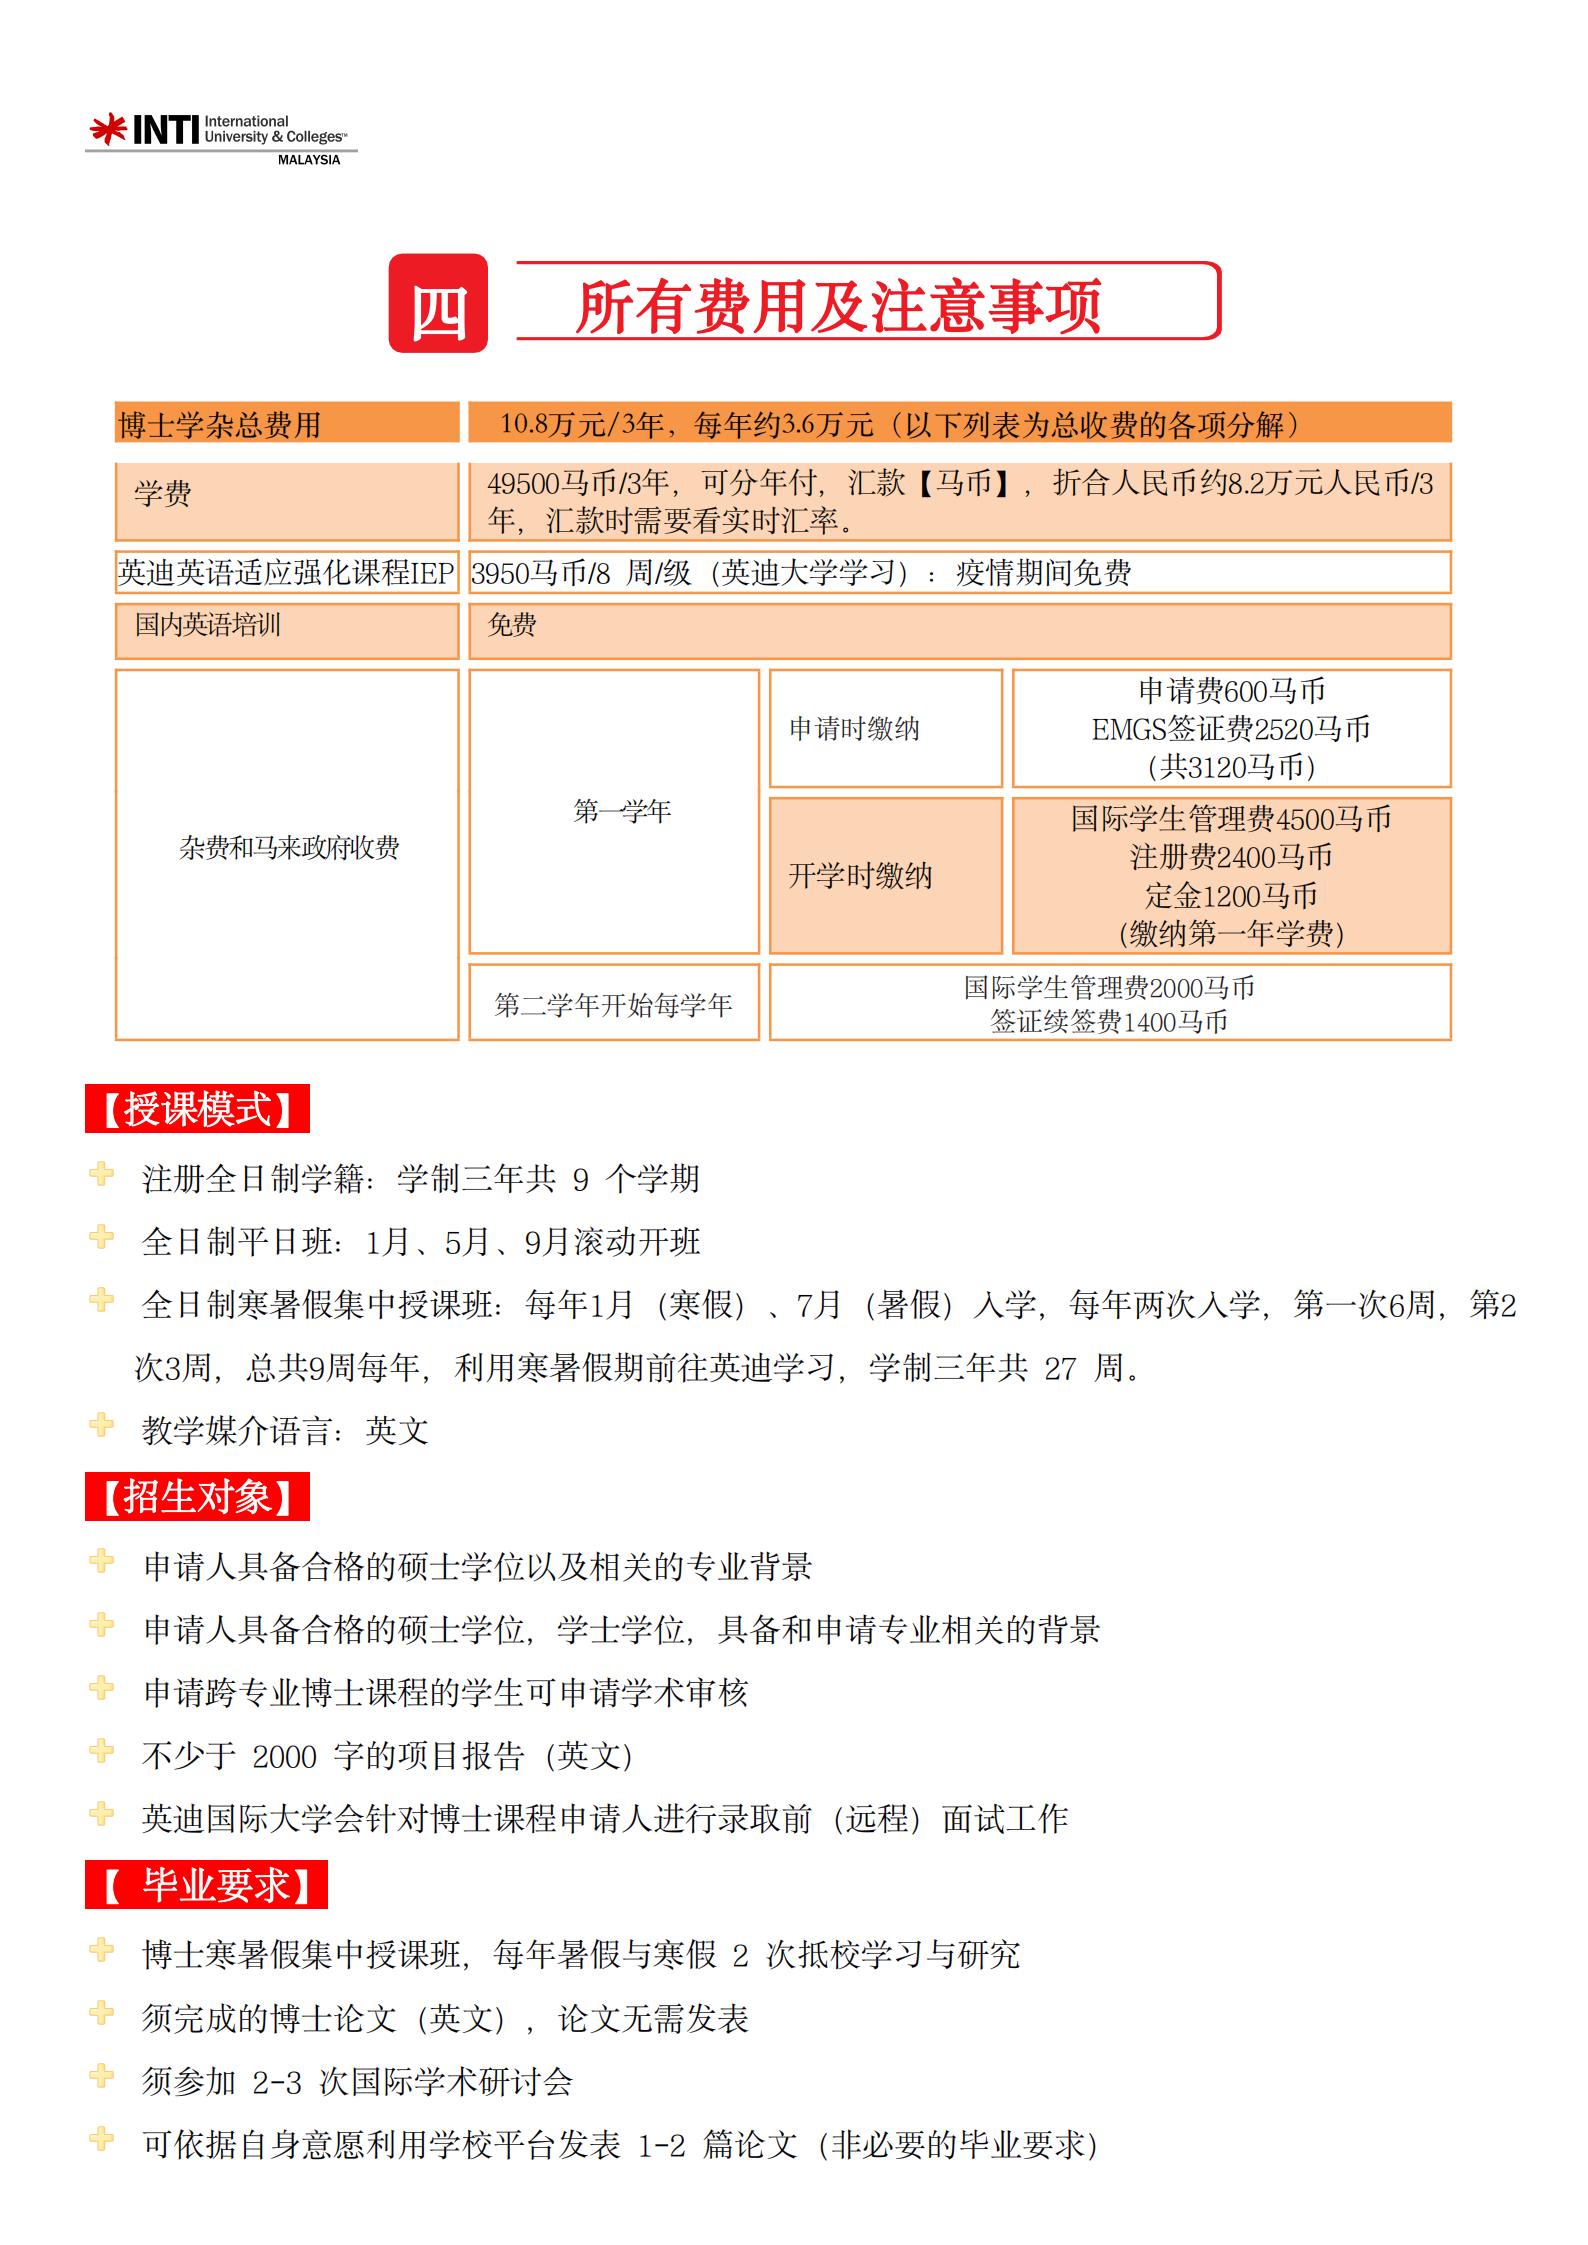 INTI International
University & Colleges™
MALAYSIA
四 所有费用及注意事项
博士学杂总费用 10.8万元/3年，每年约3.6万元（以下列表为总收费的各项分解）
学费 49500马币/3年，可分年付，汇款【马币】，折合人民币约8.2万元人民币/3
年，汇款时需要看实时汇率。
英迪英语适应强化课程IEP 3950马币/8 周/级（英迪大学学习）：疫情期间免费
国内英语培训 免费
杂费和马来政府收费
第一学年
申请时缴纳
申请费600马币
EMGS签证费2520马币
（共3120马币）
开学时缴纳
国际学生管理费4500马币
注册费2400马币
定金1200马币
(缴纳第一年学费）
第二学年开始每学年
国际学生管理费2000马币
签证续签费1400马币
【授课模式】
注册全日制学籍：学制三年共 9 个学期
全日制平日班：1月、5月、9月滚动开班
全日制寒暑假集中授课班：每年1月（寒假）、7月（暑假）入学，每年两次入学，第一次6周，第2
次3周，总共9周每年，利用寒暑假期前往英迪学习，学制三年共 27 周。
教学媒介语言：英文
【招生对象】
申请人具备合格的硕士学位以及相关的专业背景
申请人具备合格的硕士学位，学士学位，具备和申请专业相关的背景
申请跨专业博士课程的学生可申请学术审核
不少于 2000 字的项目报告（英文）
英迪国际大学会针对博士课程申请人进行录取前（远程）面试工作
【 毕业要求】
博士寒暑假集中授课班，每年暑假与寒假 2 次抵校学习与研究
须完成的博士论文（英文），论文无需发表
须参加 2-3 次国际学术研讨会
可依据自身意愿利用学校平台发表 1-2 篇论文（非必要的毕业要求）